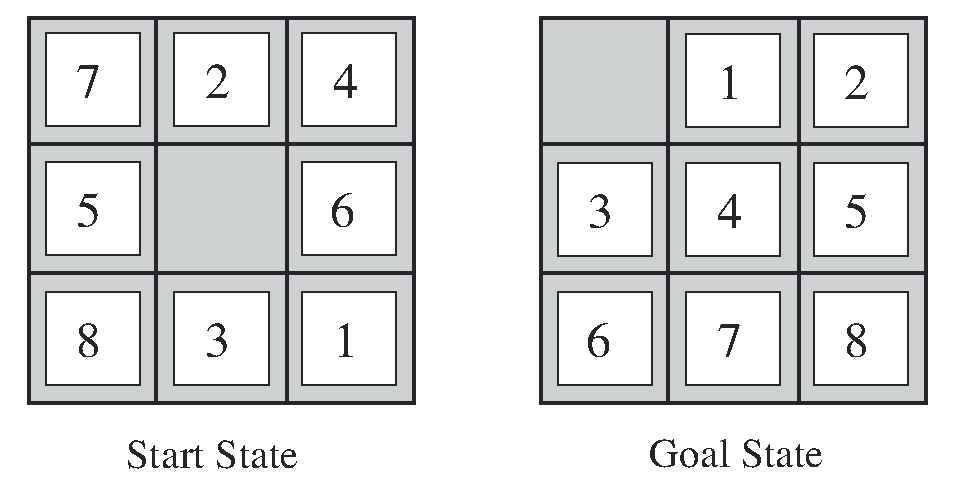 7 2 4
1 2
5 6
3 4 5
8 3 1
6 7 8
Start State
Goal State